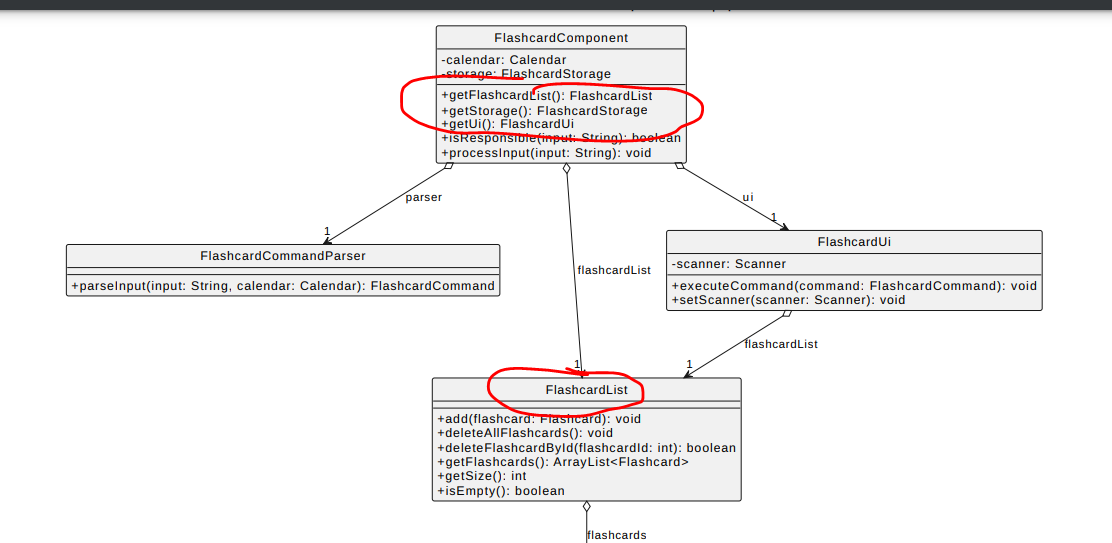 FlashcardComponent
-calendar: Calendar
-storage: FlashcardStorage
+getFlashcardList(): FlashcardList
+getStorage(): FlashcardStorage
+getUi(): FlashcardUi
+isResponsible(input: String): boolean
+processInput(input: String): void
parser
ui
1
1
FlashcardCommandParser
+parseInput(input: String, calendar: Calendar): FlashcardCommand
FlashcardUi
-scanner: Scanner
+executeCommand(command: FlashcardCommand): void
+setScanner(scanner: Scanner): void
flashcardList
flashcardList
1
1
FlashcardList
+add(flashcard: Flashcard): void
+deleteAllFlashcards(): void
+deleteFlashcardById(flashcardId: int): boolean
+getFlashcards(): ArrayList<Flashcard>
+getSize(): int
+isEmpty(): boolean
flashcards